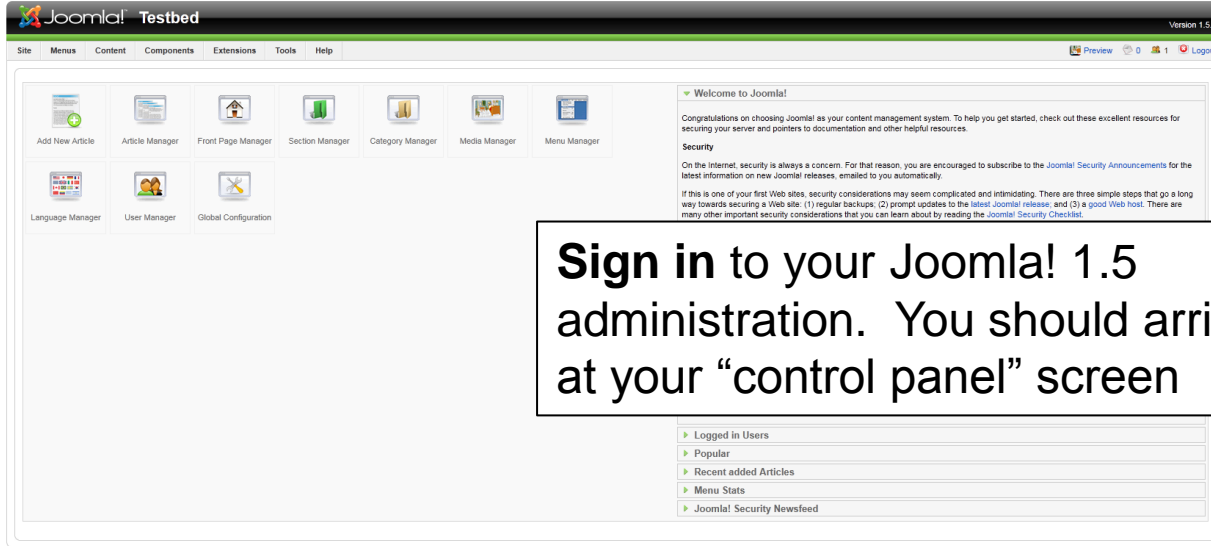 Joomla! Testbed
Version 1.5.
Site Menus Content Components Extensions Tools Help
Preview 0 1
Add New Article Article Manager Front Page Manager Section Manager Category Manager Media Manager Menu Manager
Language Manager User Manager Global Configuration
Welcome to Joomla!
Congratulations on choosing Joomla! as your content management system. To help you get started, check out these excellent resources for
securing your server and pointers to documentation and other helpful resources.
Security
On the Internet, security is always a concern. For that reason, you are encouraged to subscribe to the Joomla! Security Announcements for the
latest information on new Joomla! releases, emailed to you automatically.
If this is one of your first Web sites, security considerations may seem complicated and intimidating. There are three simple steps that go a long
way towards securing a Web site: (1) regular backups; (2) prompt updates to the latest Joomla! release; and (3) a good Web host. There are
many other important security considerations that you can learn about by reading the Joomla! Security Checklist.
Sign in to your Joomla! 1.5
administration. You should arri
at your “control panel” screen
Logged in Users
Popular
Recent added Articles
Menu Stats
Joomla! Security Newsfeed